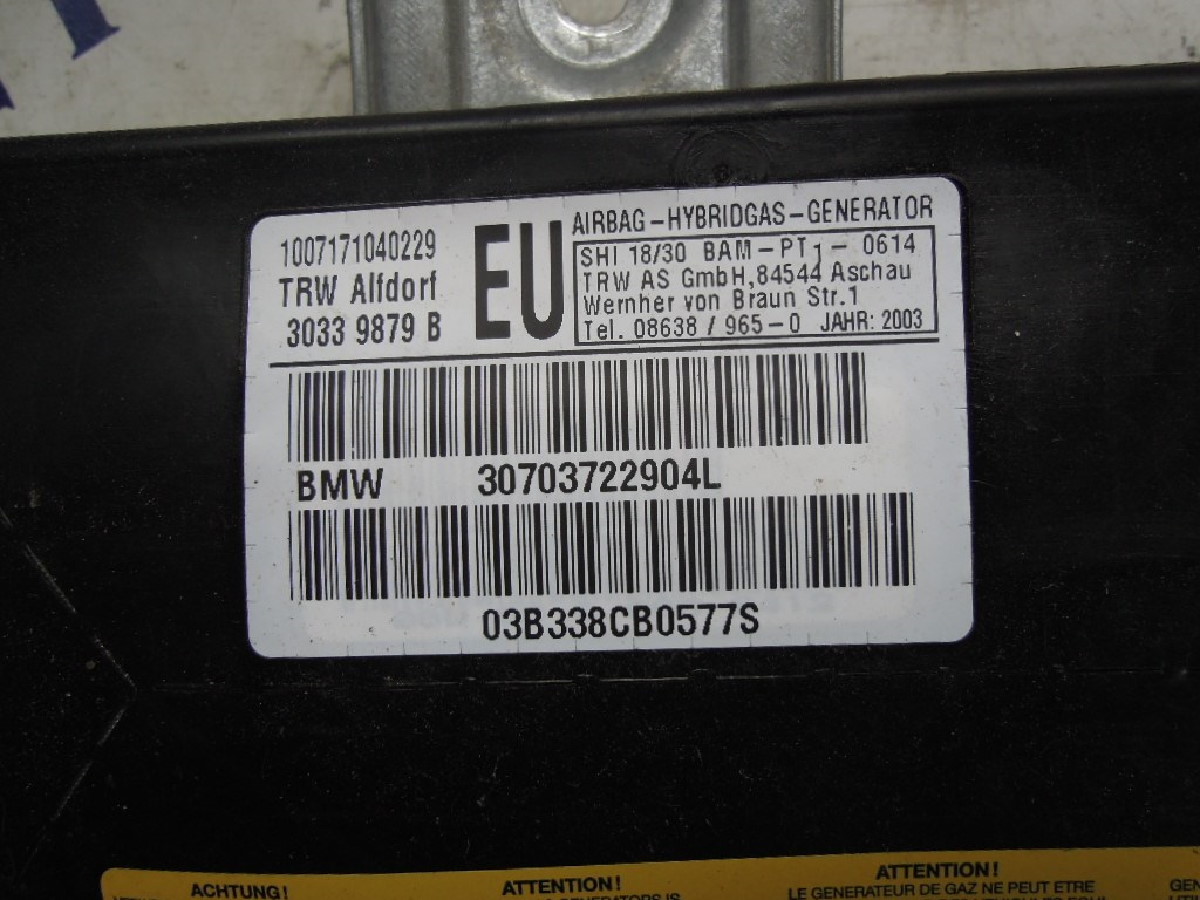 1007171040229
TRW Alfdorf
3033 9879 B
EU
AIRBAG-HYBRIDGAS-GENERATOR
SHI 18/30 BAM-PT1-0614
TRW AS GmbH, 84544 Aschau
Wernher von Braun Str.1
Tel. 08638 / 965-0 JAHR: 2003
BMW 30703722904L
03B338CB0577S
ACHTUNG! ATTENTION! ATTENTION!
LE GENERATEUR DE GAZ NE PEUT ETRE